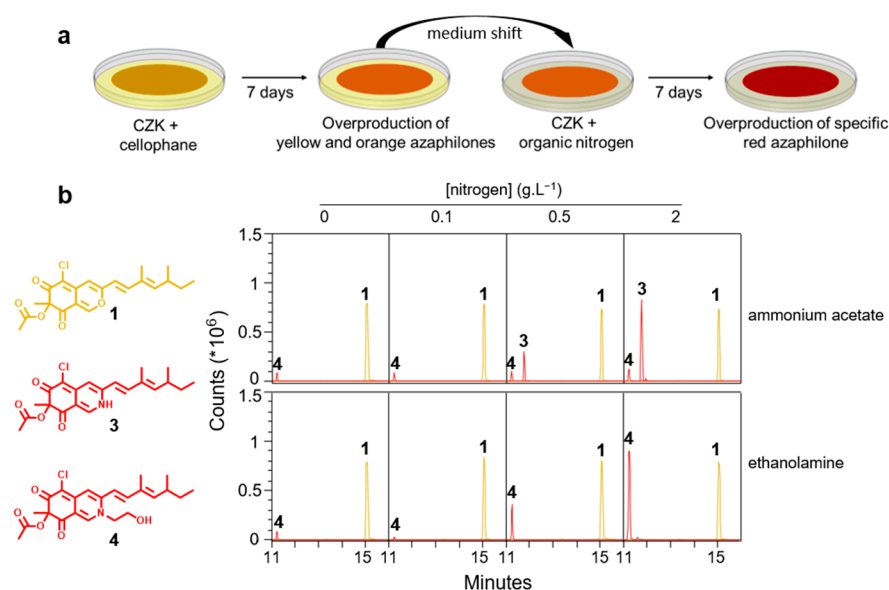 a
medium shift
7 days
7 days
CZK +
cellophane
Overproduction of
yellow and orange azaphilones
CZK +
organic nitrogen
Overproduction of specific
red azaphilone
b
[nitrogen] (g.L⁻¹)
0 0.1 0.5 2
Cl
O
O
O
O
O
1
Cl
O
NH
O
O
O
3
Cl
O
N
OH
O
O
O
4
Counts (*10⁶)
1.5
1
0.5
0
4 1 4 1 4 3 1 4 3 1
ammonium acetate
1.5
1
0.5
0
4 1 4 1 4 1 4 1
ethanolamine
11 15 11 15 11 15 11 15
Minutes